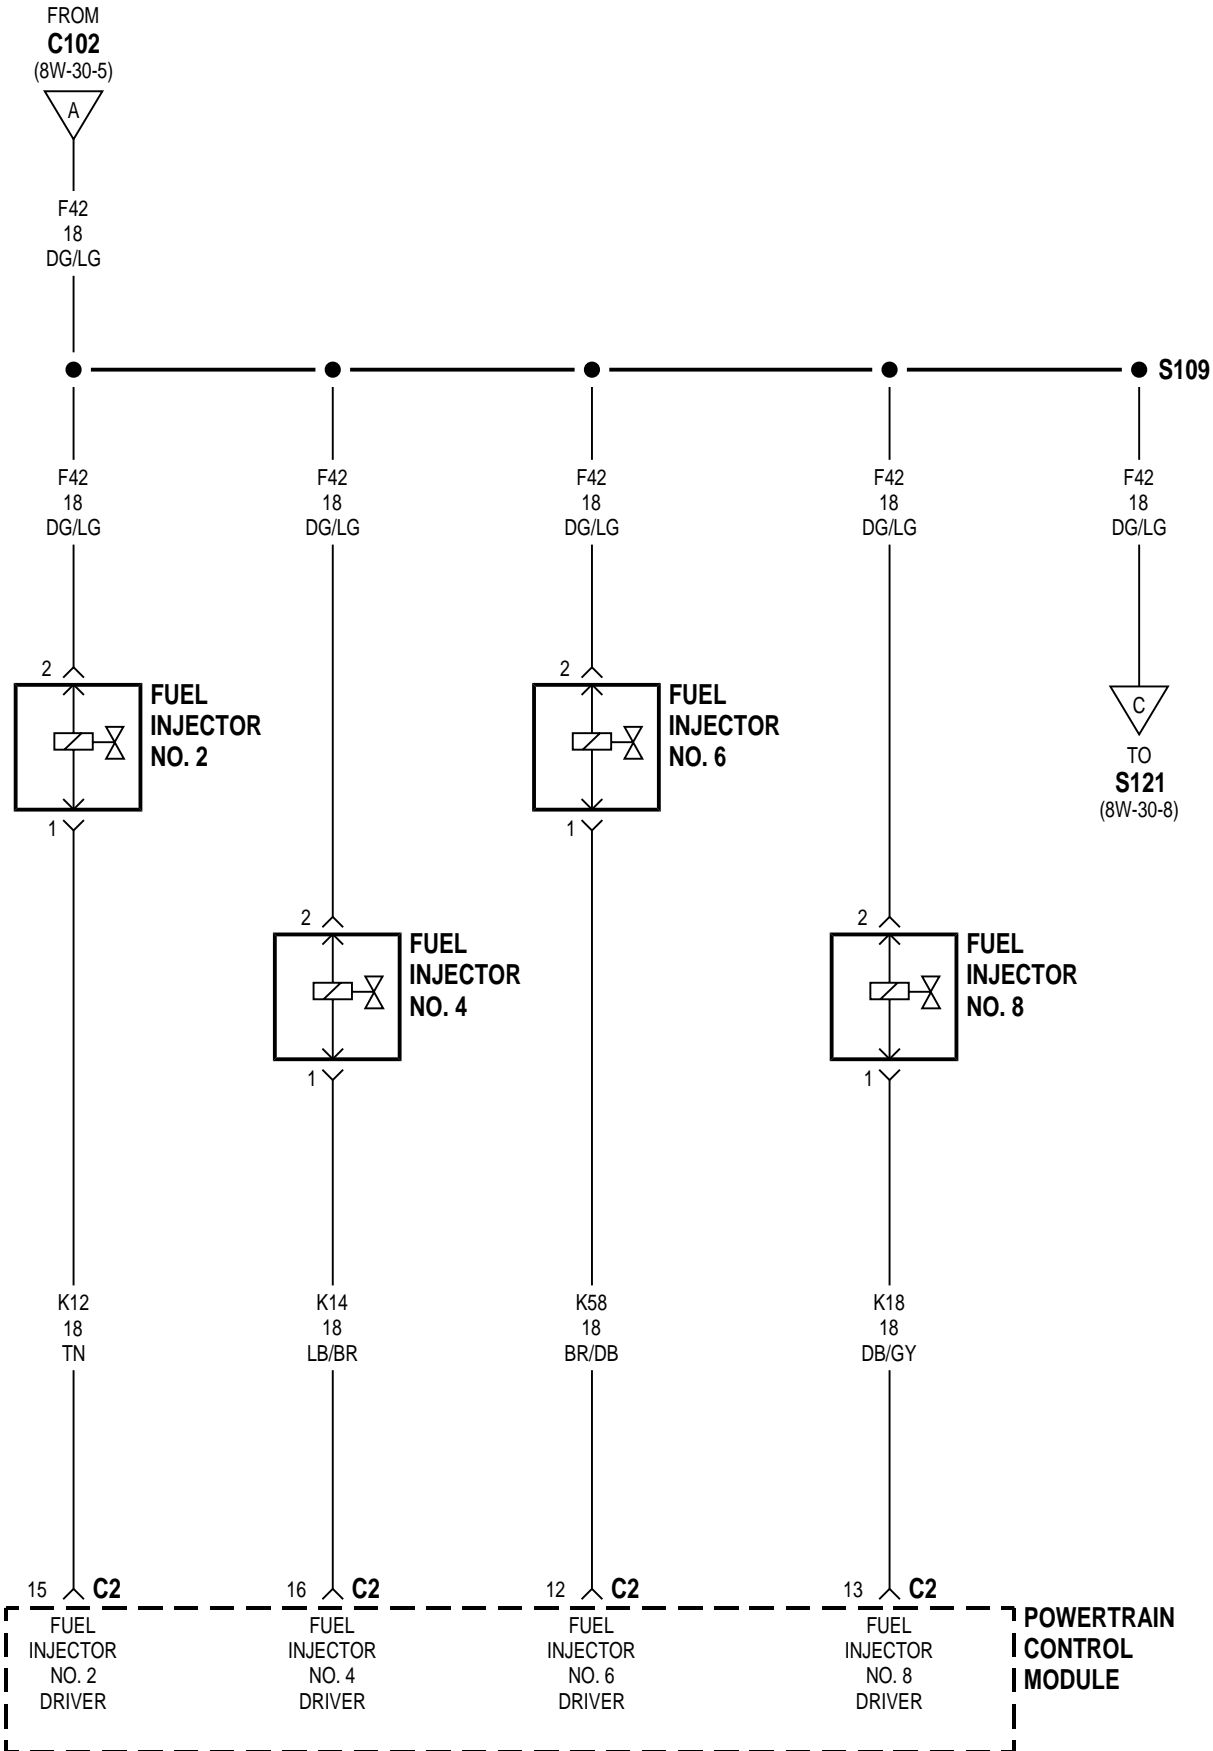 FROM
C102
(8W-30-5)
A
F42
18
DG/LG
S109
F42
18
DG/LG
F42
18
DG/LG
F42
18
DG/LG
F42
18
DG/LG
F42
18
DG/LG
2
FUEL
INJECTOR
NO. 2
1
2
FUEL
INJECTOR
NO. 6
1
C
TO
S121
(8W-30-8)
2
FUEL
INJECTOR
NO. 4
1
2
FUEL
INJECTOR
NO. 8
1
K12
18
TN
K14
18
LB/BR
K58
18
BR/DB
K18
18
DB/GY
15
C2
16
C2
12
C2
13
C2
FUEL
INJECTOR
NO. 2
DRIVER
FUEL
INJECTOR
NO. 4
DRIVER
FUEL
INJECTOR
NO. 6
DRIVER
FUEL
INJECTOR
NO. 8
DRIVER
POWERTRAIN
CONTROL
MODULE